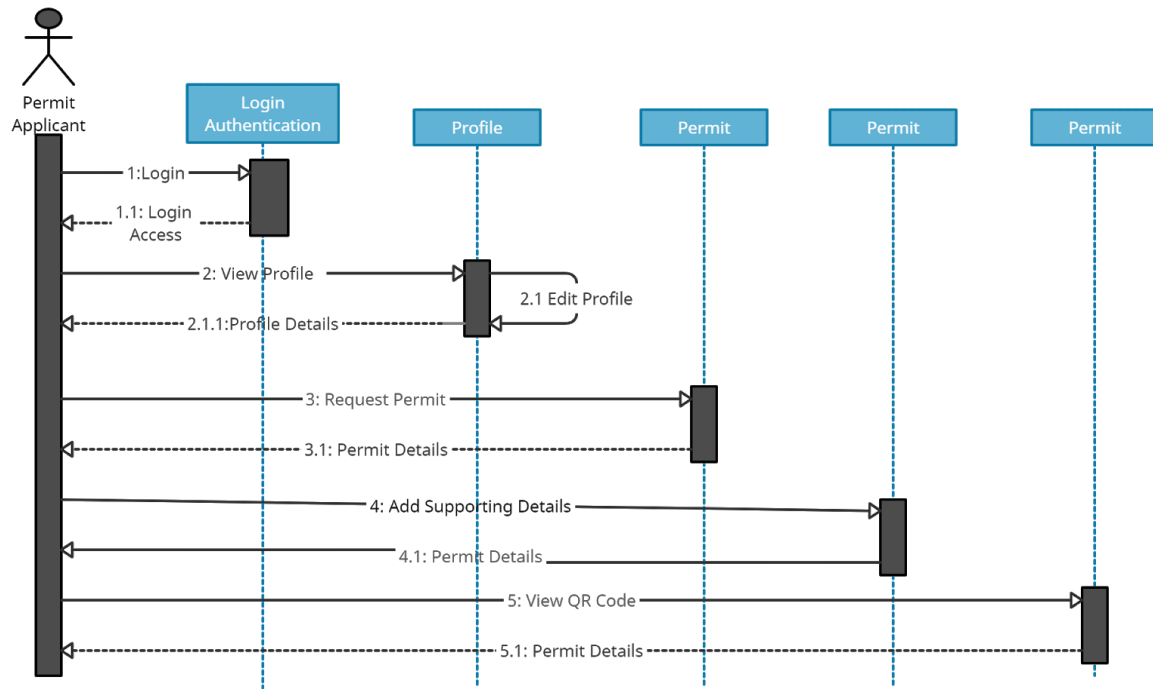 Permit
Applicant
Login
Authentication
Profile
Permit
Permit
Permit
1:Login
1.1: Login
Access
2: View Profile
2.1 Edit Profile
2.1.1:Profile Details
3: Request Permit
3.1: Permit Details
4: Add Supporting Details
4.1: Permit Details
5: View QR Code
5.1: Permit Details